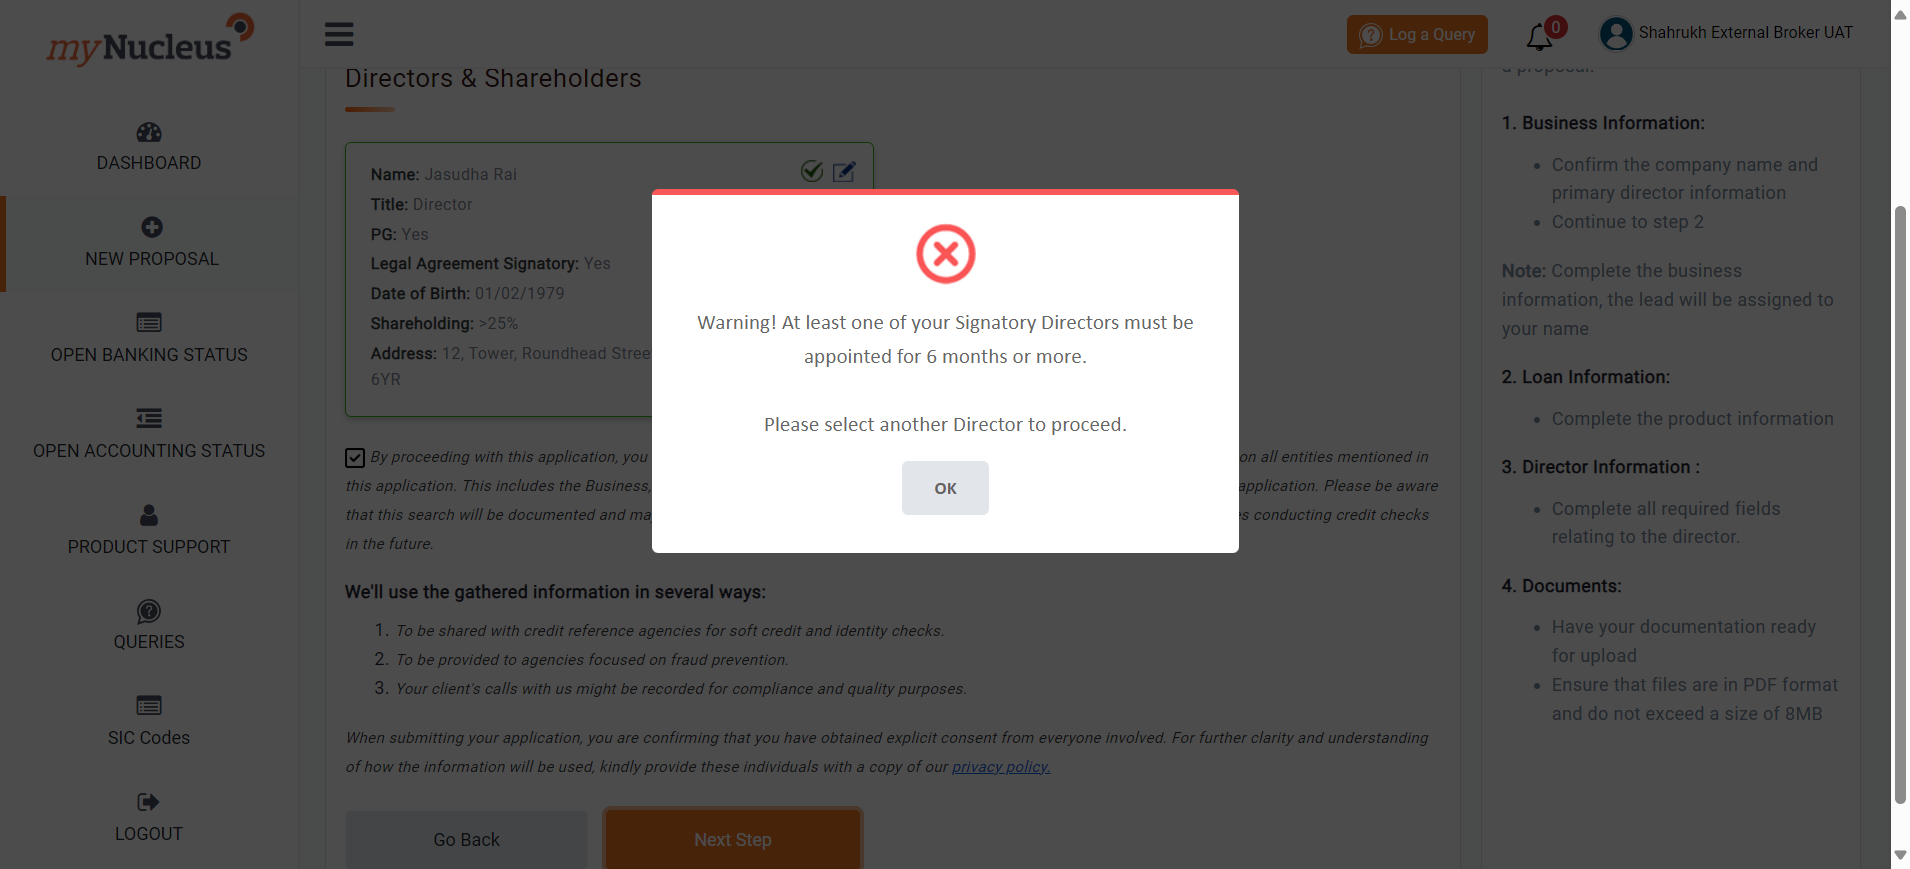 myNucleus
Log a Query
0
Shahrukh External Broker UAT
DASHBOARD
NEW PROPOSAL
OPEN BANKING STATUS
OPEN ACCOUNTING STATUS
PRODUCT SUPPORT
QUERIES
SIC Codes
LOGOUT
Directors & Shareholders
Name: Jasudha Rai
Title: Director
PG: Yes
Legal Agreement Signatory: Yes
Date of Birth: 01/02/1979
Shareholding: >25%
Address: 12, Tower, Roundhead Stree
6YR
Warning! At least one of your Signatory Directors must be
appointed for 6 months or more.
Please select another Director to proceed.
OK
By proceeding with this application, you on all entities mentioned in
this application. This includes the Business, application. Please be aware
that this search will be documented and conducting credit checks
in the future.
We'll use the gathered information in several ways:
1. To be shared with credit reference agencies for soft credit and identity checks.
2. To be provided to agencies focused on fraud prevention.
3. Your client's calls with us might be recorded for compliance and quality purposes.
When submitting your application, you are confirming that you have obtained explicit consent from everyone involved. For further clarity and understanding
of how the information will be used, kindly provide these individuals with a copy of our privacy policy.
Go Back
Next Step
a proposal.
1. Business Information:
• Confirm the company name and
primary director information
• Continue to step 2
Note: Complete the business
information, the lead will be assigned to
your name
2. Loan Information:
• Complete the product information
3. Director Information :
• Complete all required fields
relating to the director.
4. Documents:
• Have your documentation ready
for upload
• Ensure that files are in PDF format
and do not exceed a size of 8MB